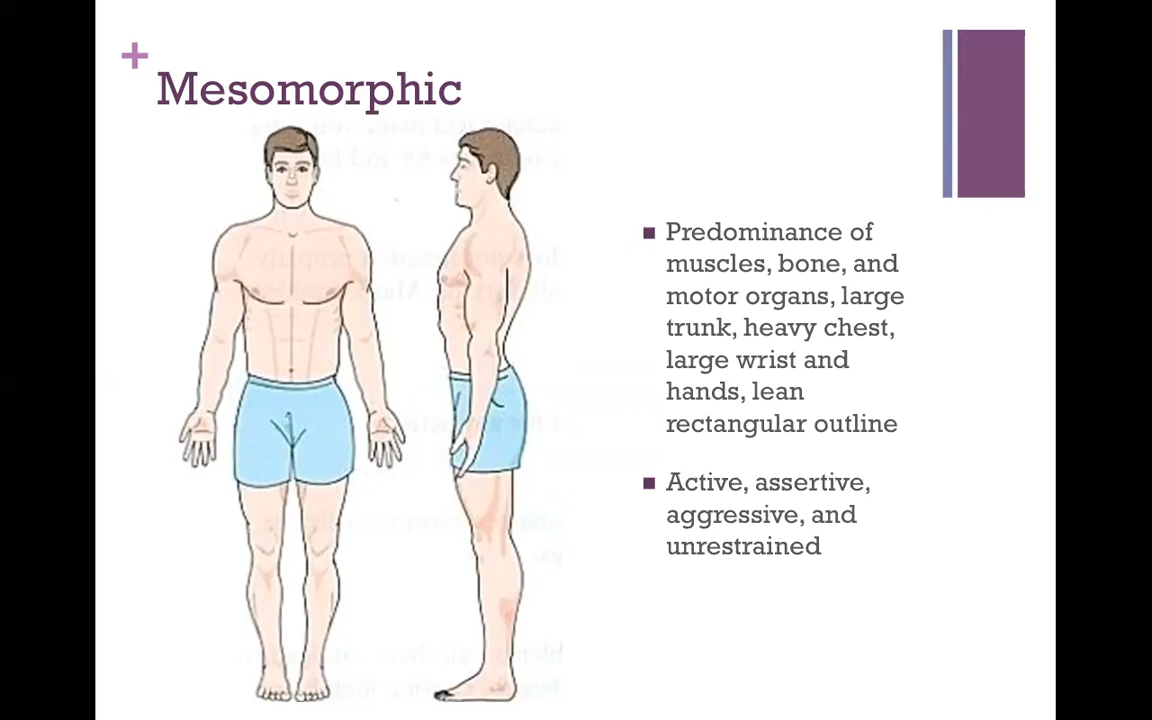 +
Mesomorphic
Predominance of
muscles, bone, and
motor organs, large
trunk, heavy chest,
large wrist and
hands, lean
rectangular outline
Active, assertive,
aggressive, and
unrestrained